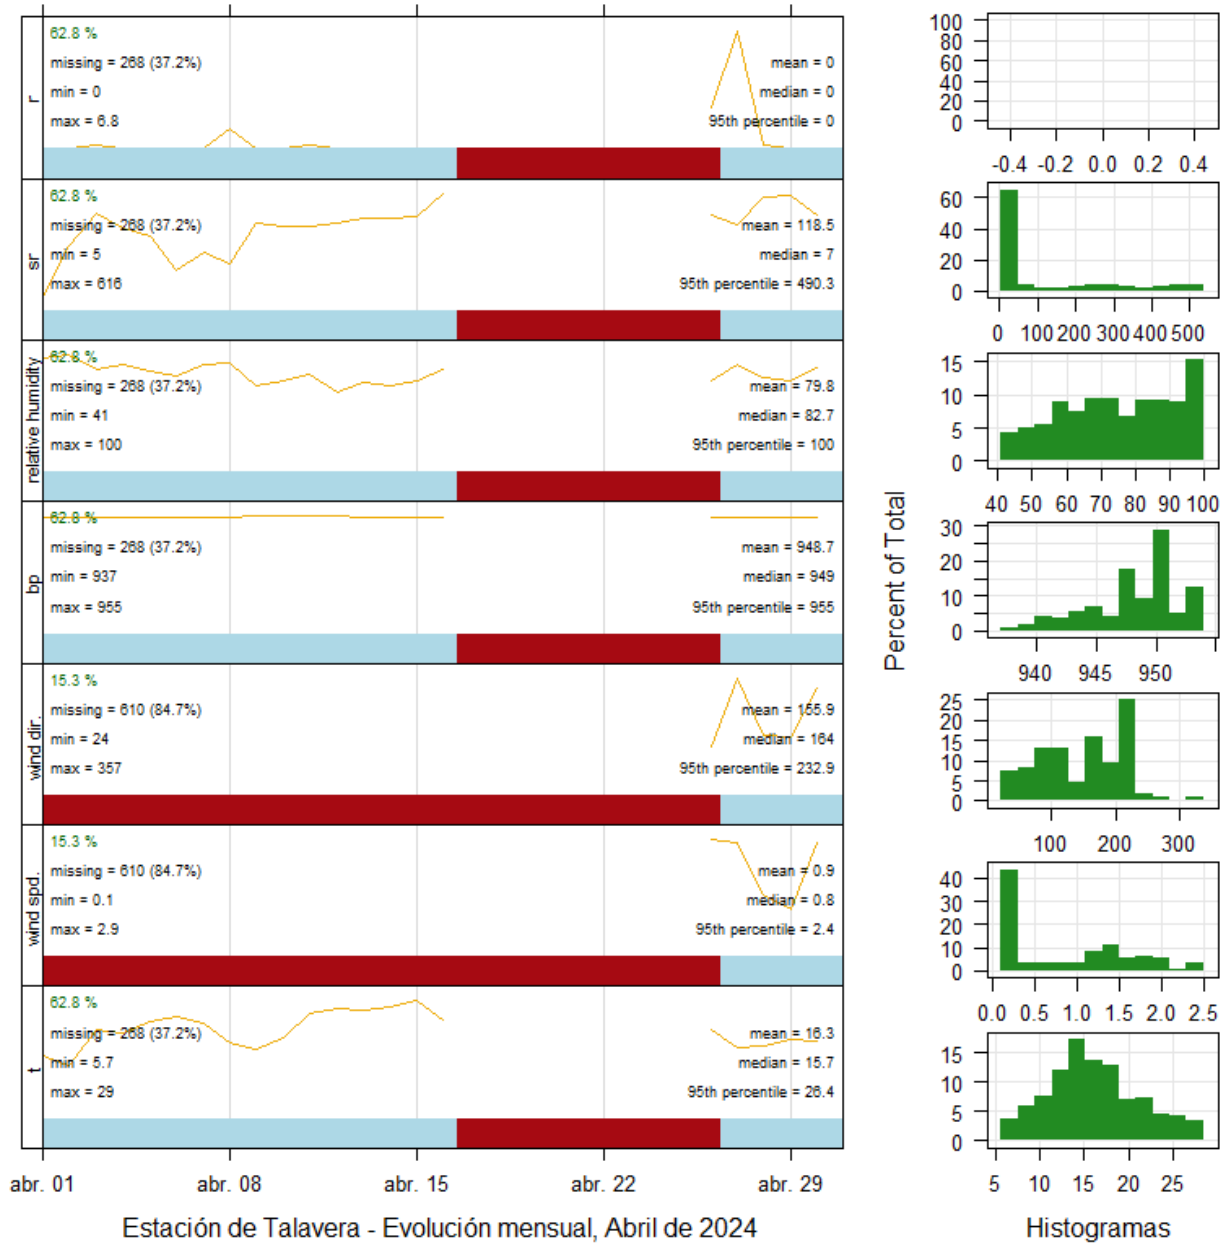 r
62.8 %
missing = 268 (37.2%)
min = 0
max = 6.8
mean = 0
median = 0
95th percentile = 0
100
80
60
40
20
0
-0.4 -0.2 0.0 0.2 0.4
sr
62.8 %
missing = 268 (37.2%)
min = 5
max = 616
mean = 118.5
median = 7
95th percentile = 490.3
60
40
20
0
0 100 200 300 400 500
relative humidity
62.8 %
missing = 268 (37.2%)
min = 41
max = 100
mean = 79.8
median = 82.7
95th percentile = 100
15
10
5
0
40 50 60 70 80 90 100
bp
62.8 %
missing = 268 (37.2%)
min = 937
max = 955
mean = 948.7
median = 949
95th percentile = 955
Percent of Total
30
20
10
0
940 945 950
wind dir.
15.3 %
missing = 610 (84.7%)
min = 24
max = 357
mean = 155.9
median = 164
95th percentile = 232.9
25
20
15
10
5
0
100 200 300
wind spd.
15.3 %
missing = 610 (84.7%)
min = 0.1
max = 2.9
mean = 0.9
median = 0.8
95th percentile = 2.4
40
30
20
10
0
0.0 0.5 1.0 1.5 2.0 2.5
t
62.8 %
missing = 268 (37.2%)
min = 5.7
max = 29
mean = 16.3
median = 15.7
95th percentile = 26.4
15
10
5
0
5 10 15 20 25
abr. 01 abr. 08 abr. 15 abr. 22 abr. 29
Estación de Talavera - Evolución mensual, Abril de 2024
Histogramas